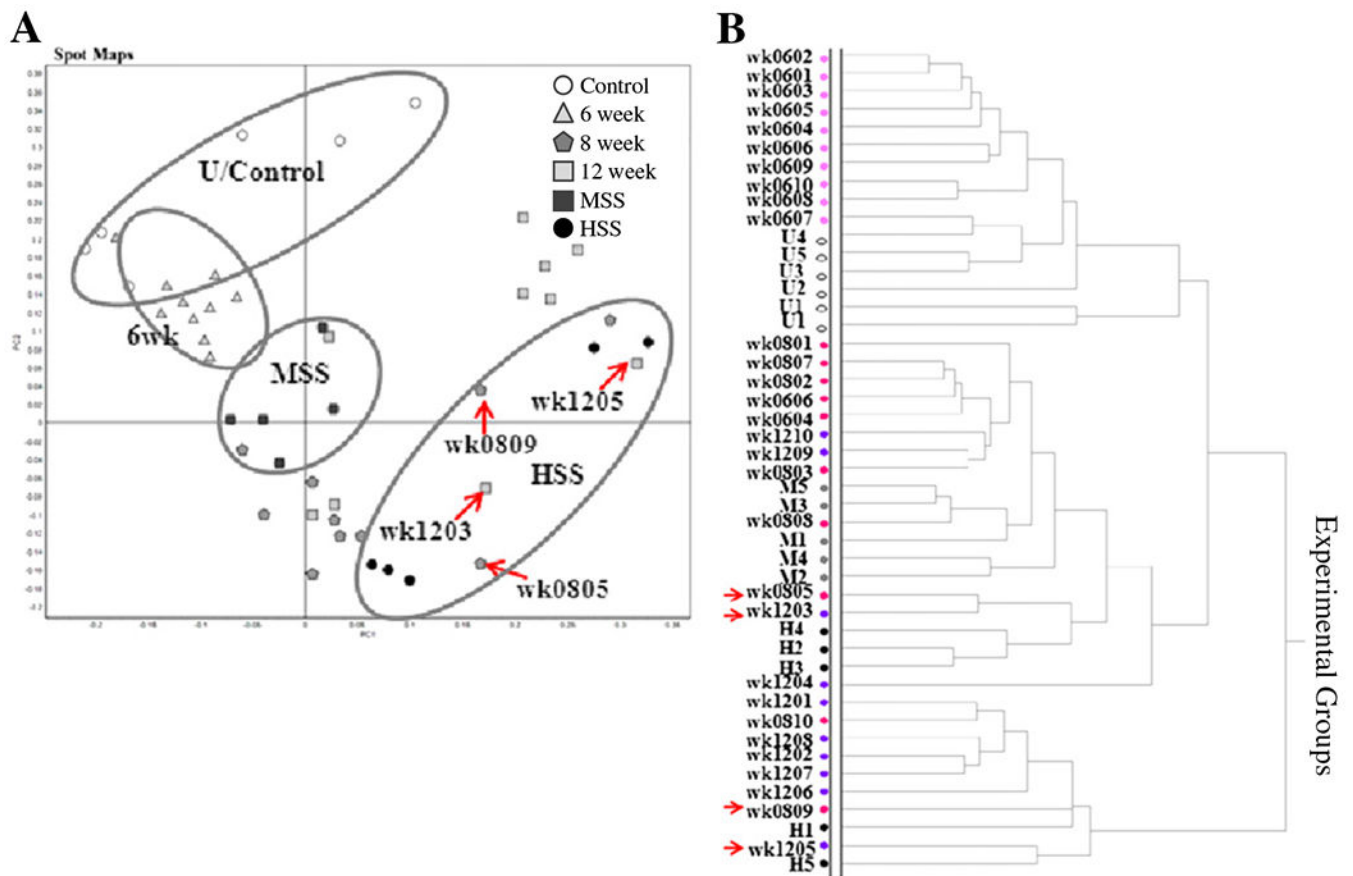 A
Spot Maps
Control
6 week
8 week
12 week
MSS
HSS
U/Control
6wk
MSS
wk1205
wk0809
HSS
wk1203
wk0805
PC2
PC1
B
wk0602
wk0601
wk0603
wk0605
wk0604
wk0606
wk0609
wk0610
wk0608
wk0607
U4
U5
U3
U2
U1
U1
wk0801
wk0807
wk0802
wk0606
wk0604
wk1210
wk1209
wk0803
M5
M3
wk0808
M1
M4
M2
wk0805
wk1203
H4
H2
H3
wk1204
wk1201
wk0810
wk1208
wk1202
wk1207
wk1206
wk0809
H1
wk1205
H5
Experimental Groups